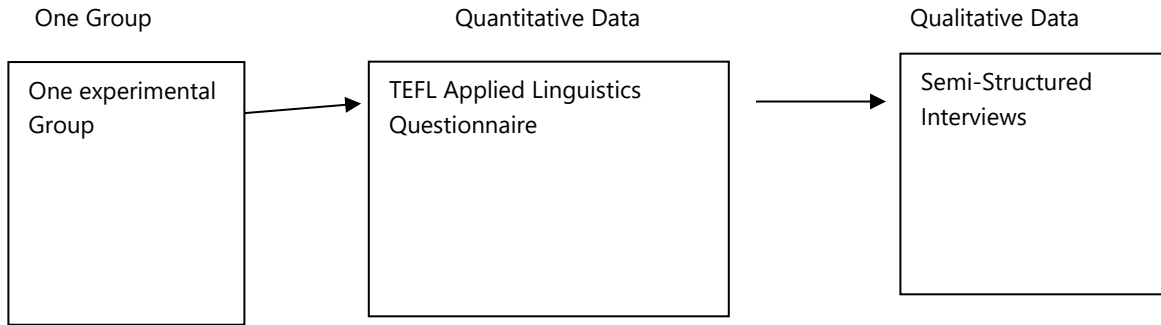 One Group
Quantitative Data
Qualitative Data
One experimental
Group
TEFL Applied Linguistics
Questionnaire
Semi-Structured
Interviews